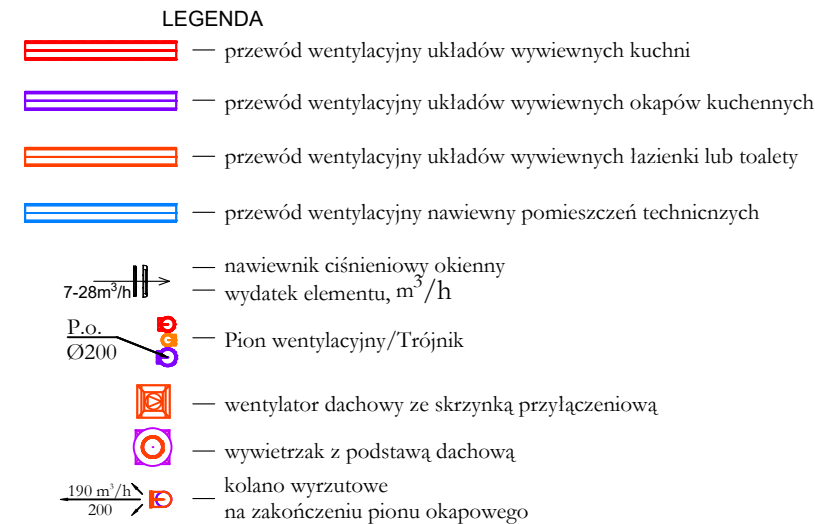 LEGENDA
— przewód wentylacyjny układów wywiewnych kuchni
— przewód wentylacyjny układów wywiewnych okapów kuchennych
— przewód wentylacyjny układów wywiewnych łazienki lub toalety
— przewód wentylacyjny nawiewny pomieszczeń technicnzych
— nawiewnik ciśnieniowy okienny
7-28m³/h — wydatek elementu, m³/h
P.o.
Ø200 — Pion wentylacyjny/Trójnik
— wentylator dachowy ze skrzynką przyłączeniową
— wywietrzak z podstawą dachową
190 m³/h — kolano wyrzutowe
200 na zakończeniu pionu okapowego